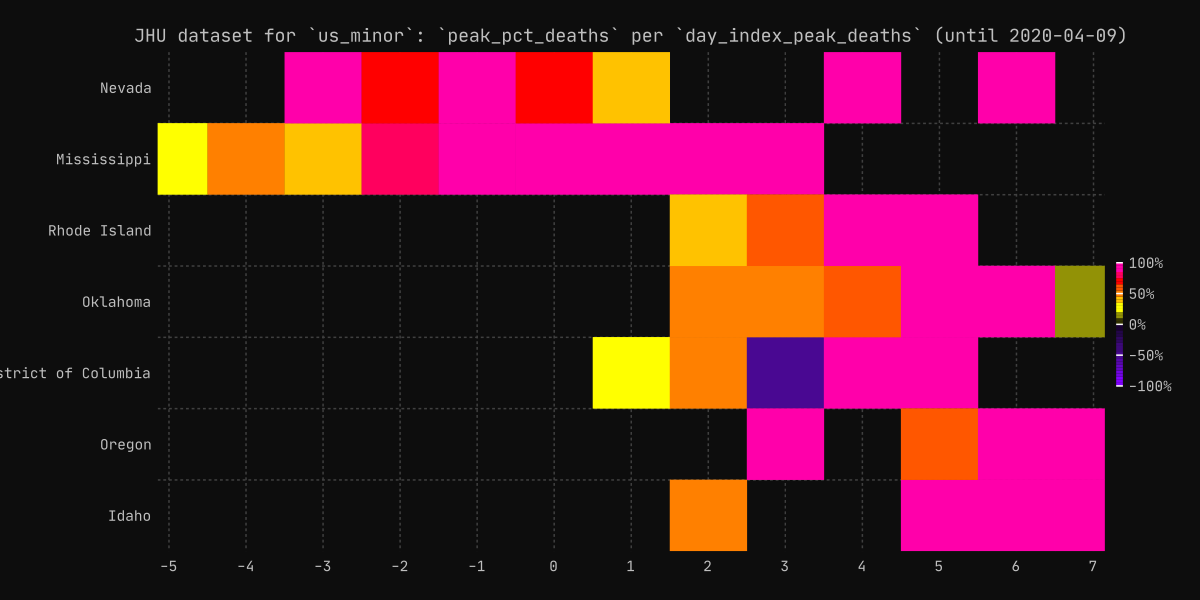 JHU dataset for `us_minor`: `peak_pct_deaths` per `day_index_peak_deaths` (until 2020-04-09)
Nevada
Mississippi
Rhode Island
Oklahoma
strict of Columbia
Oregon
Idaho
100%
50%
0%
-50%
-100%
-5 -4 -3 -2 -1 0 1 2 3 4 5 6 7